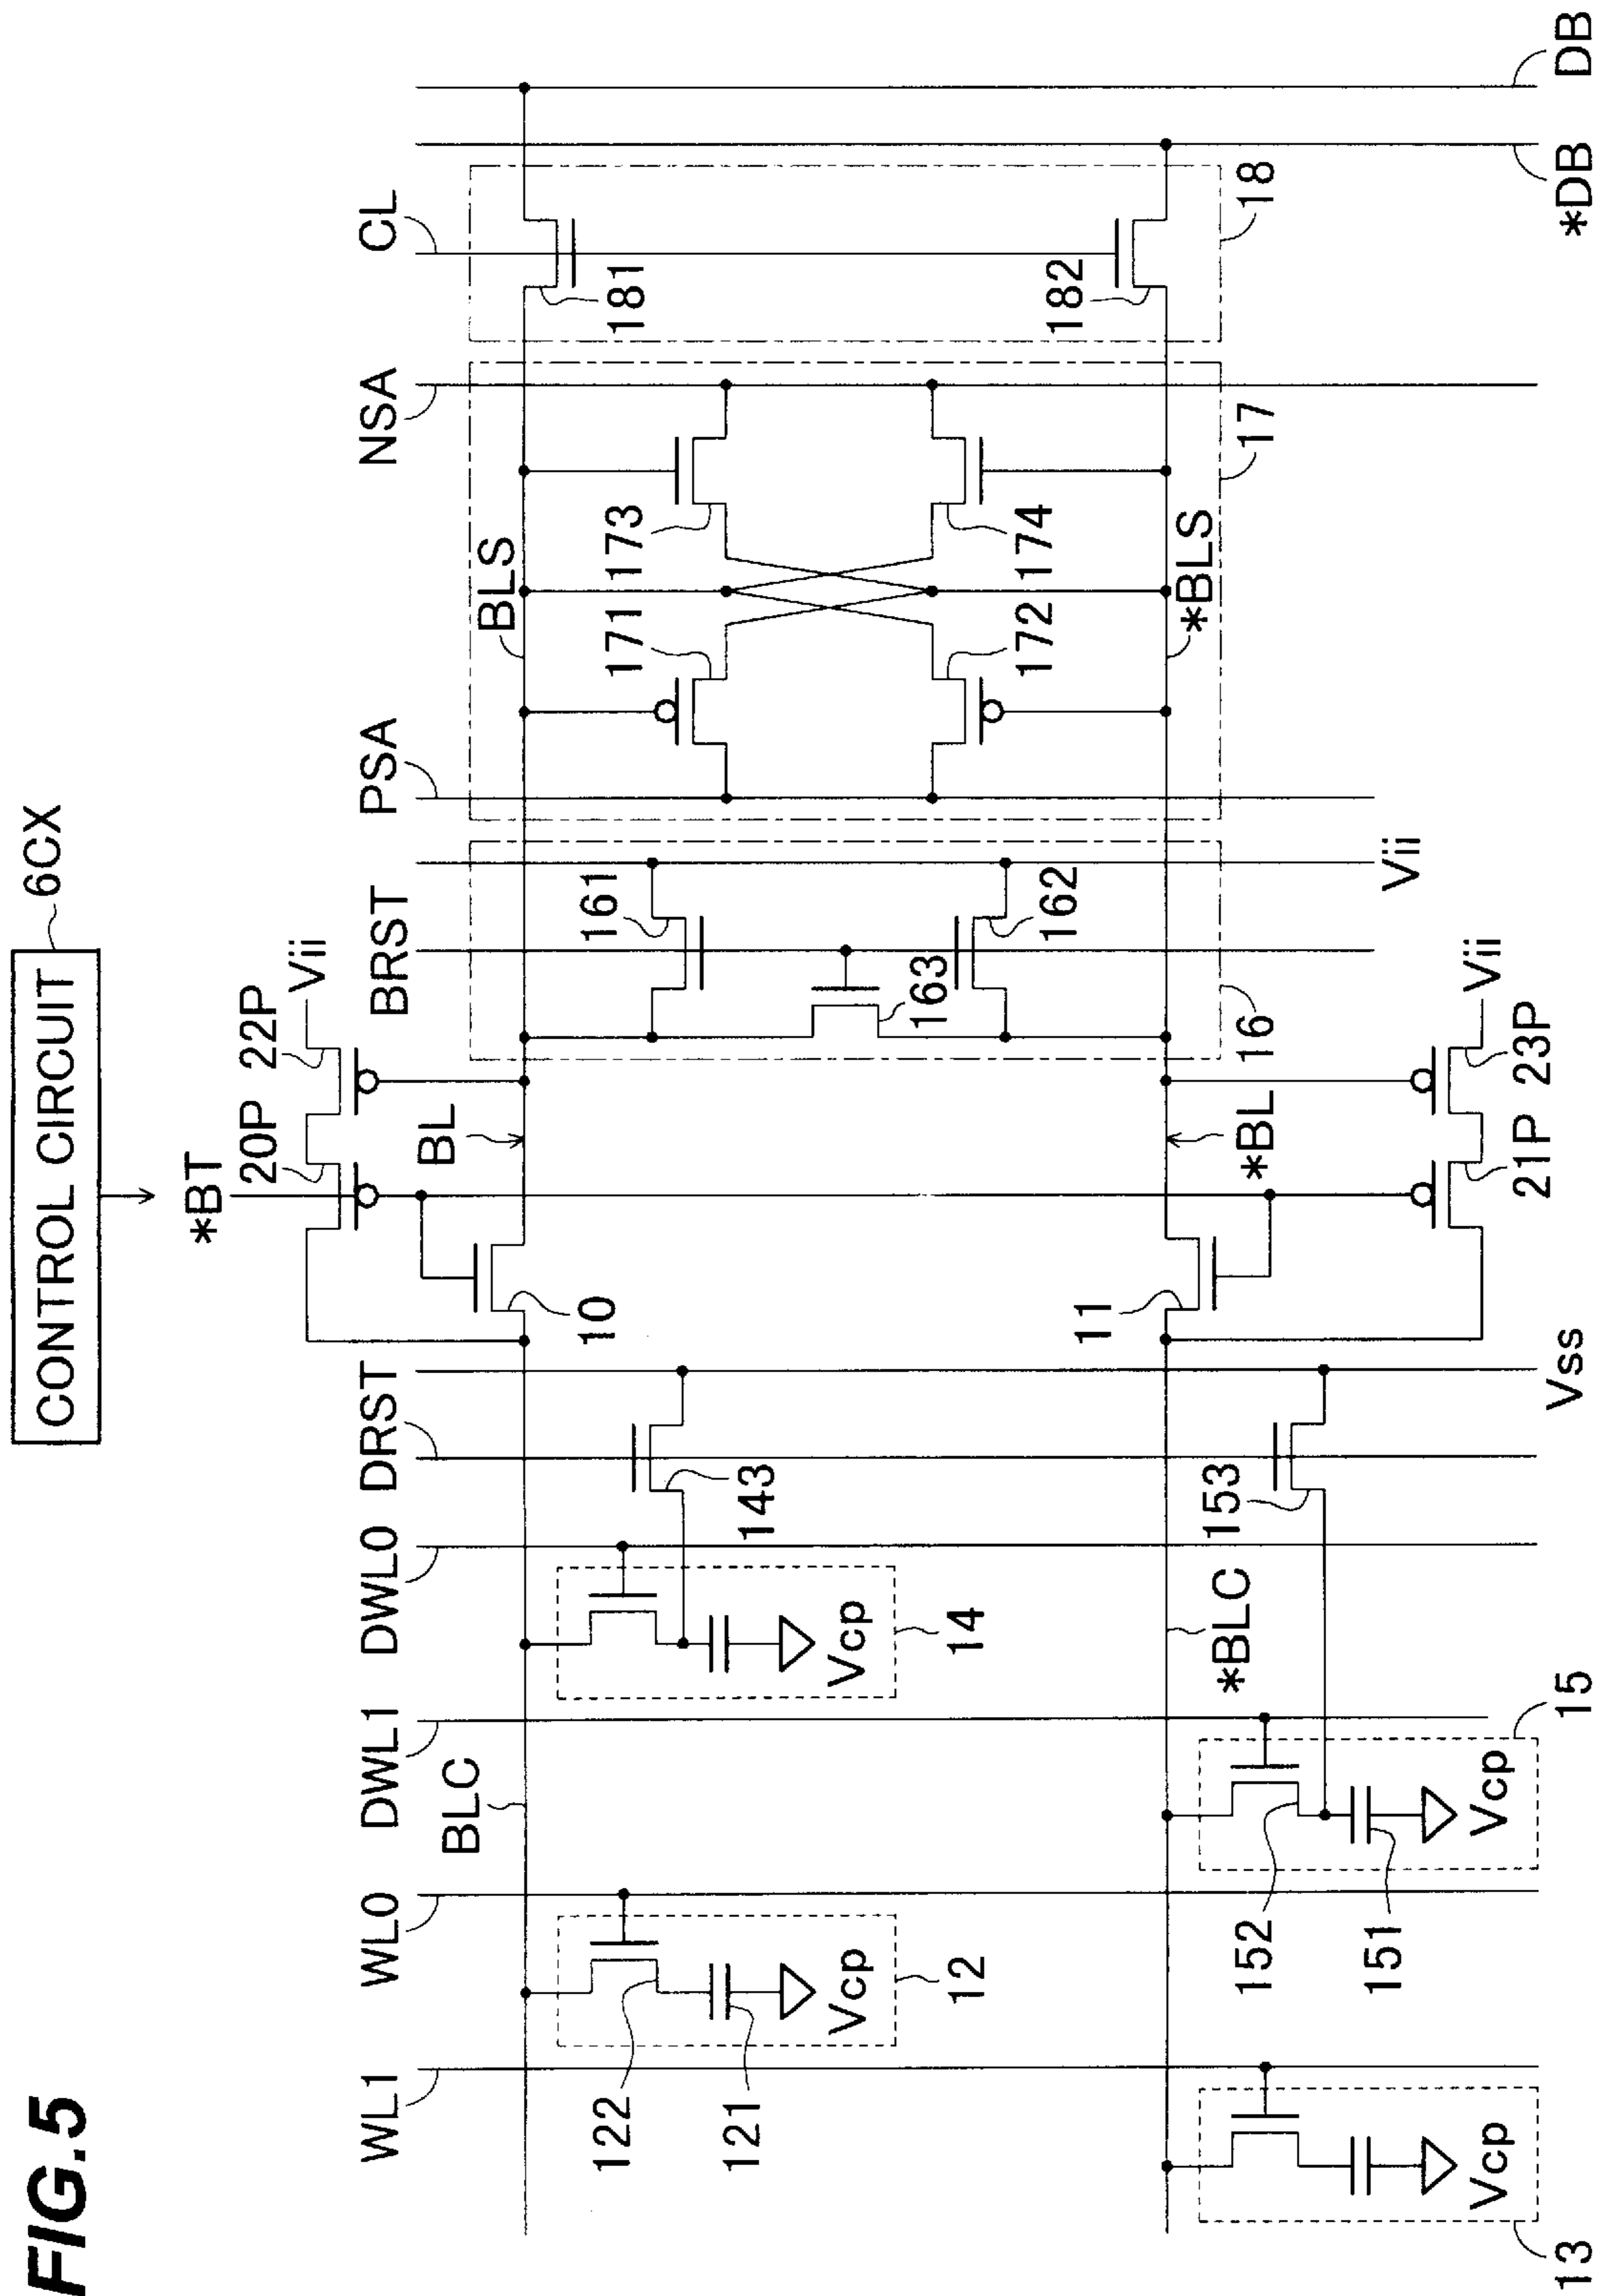 FIG.5
CONTROL CIRCUIT
6CX
*BT
20P
22P
Vii
WL1
WL0
DWL1
DWL0
DRST
BRST
PSA
NSA
CL
BLC
BL
BLS
10
122
121
Vcp
12
Vcp
14
143
161
163
162
16
171
173
172
174
17
181
182
18
11
*BLC
*BL
*BLS
153
152
151
Vcp
15
Vcp
13
Vss
21P
23P
Vii
Vii
*DB
DB